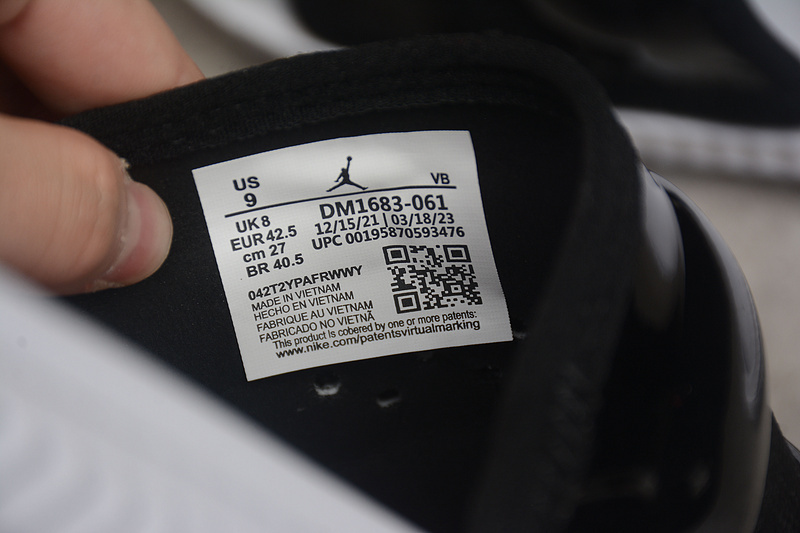 US 9 VB
UK 8
EUR 42.5
cm 27
BR 40.5
DM1683-061
12/15/21 | 03/18/23
UPC 00195870593476
042T2YPAFRWWY
MADE IN VIETNAM
HECHO EN VIETNAM
FABRIQUE AU VIETNAM
FABRICADO NO VIETNÃ
This product is cobered by one or more patents:
www.nike.com/patentsvirtualmarking